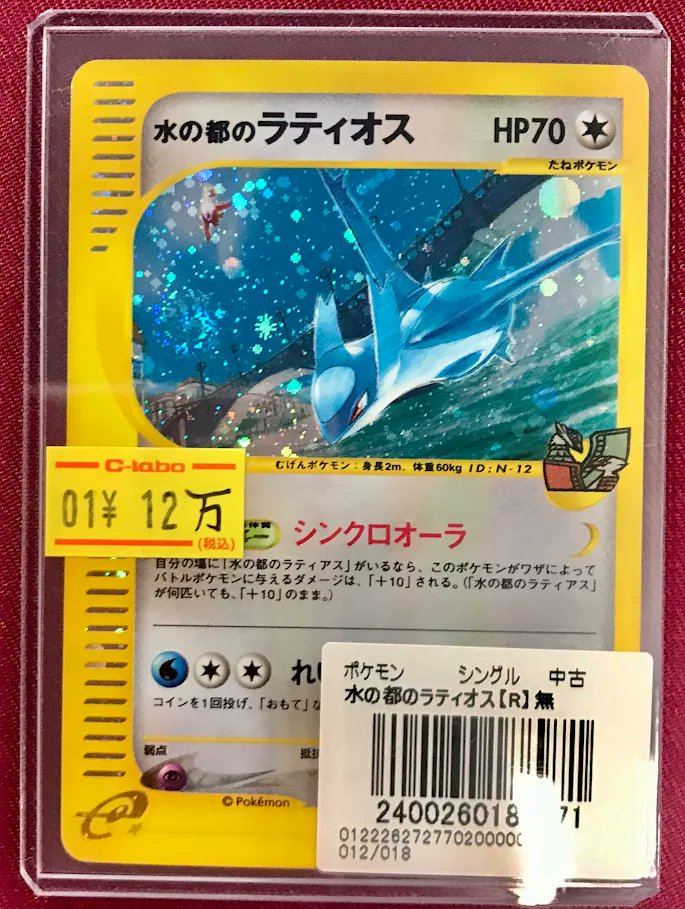 水の都のラティオス HP70
たねポケモン
むげんポケモン：身長2m、体重60kg ID:N-12
C-labo
01¥ 12万
(税込)
シンクロオーラ
自分の場に「水の都のラティアス」がいるなら、このポケモンがワザによって
バトルポケモンに与えるダメージは、「＋10」される。（「水の都のラティアス」
が何匹いても、「＋10」のまま。）
コインを1回投げ、「おもて」な
弱点
© Pokémon
ポケモン シングル 中古
水の都のラティオス【R】無
012/018